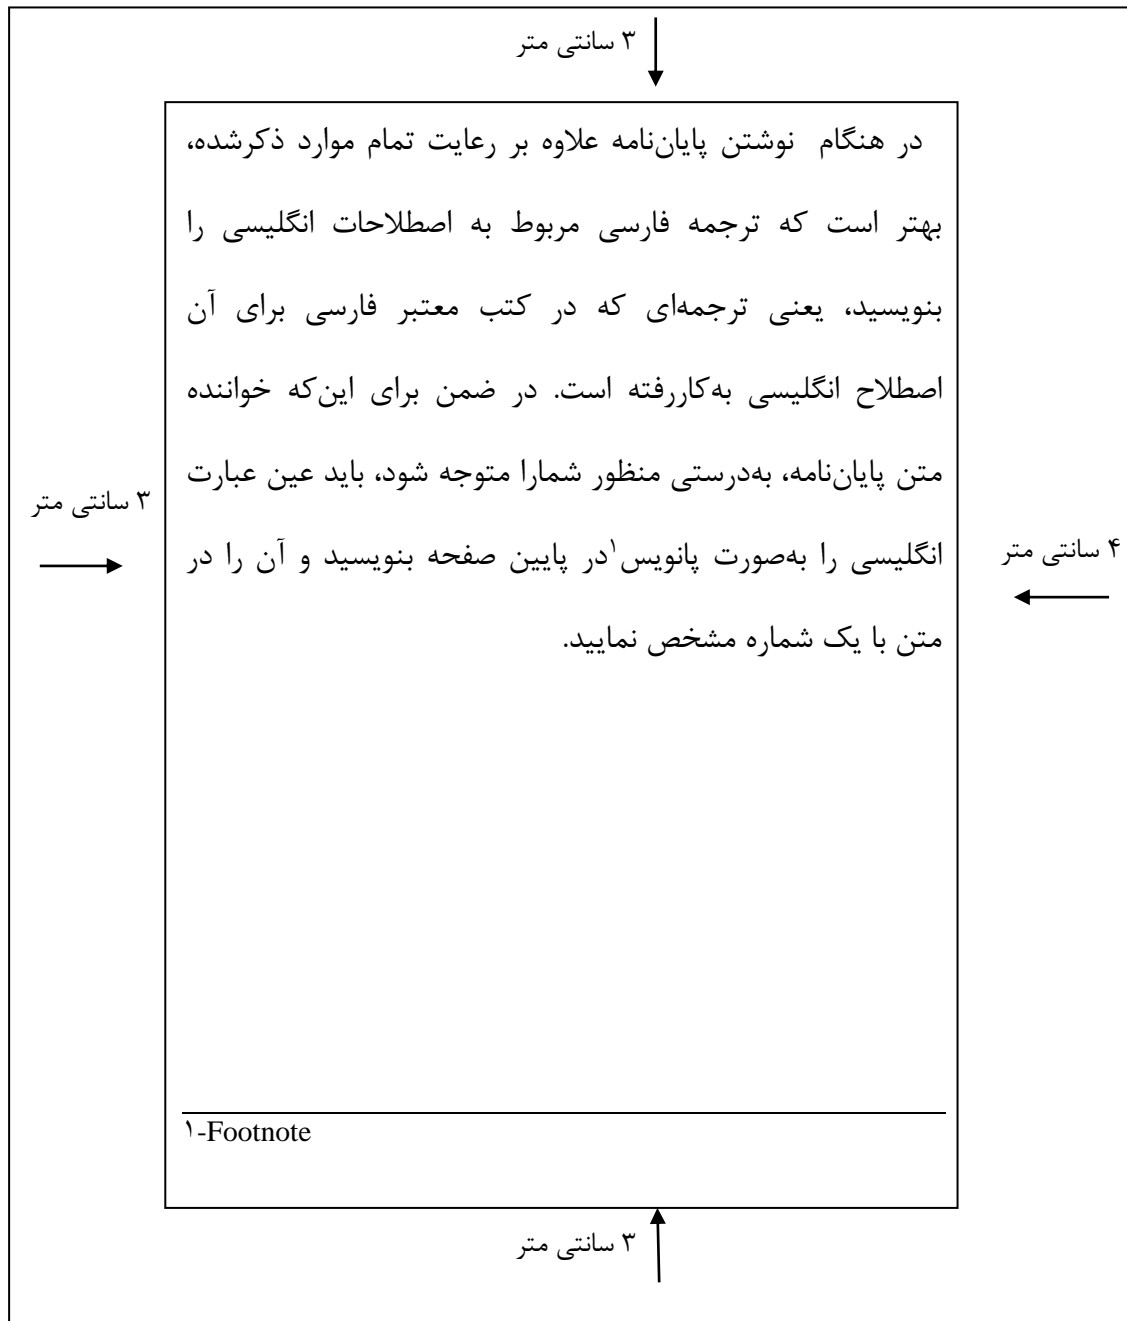 ۳ سانتی متر
در هنگام نوشتن پایان‌نامه علاوه بر رعایت تمام موارد ذکرشده،
بهتر است که ترجمه فارسی مربوط به اصطلاحات انگلیسی را
بنویسید، یعنی ترجمه‌ای که در کتب معتبر فارسی برای آن
اصطلاح انگلیسی به‌کاررفته است. در ضمن برای این‌که خواننده
متن پایان‌نامه، به‌درستی منظور شمارا متوجه شود، باید عین عبارت
۳ سانتی متر
انگلیسی را به‌صورت پانویس۱در پایین صفحه بنویسید و آن را در
۴ سانتی متر
متن با یک شماره مشخص نمایید.
۱-Footnote
۳ سانتی متر